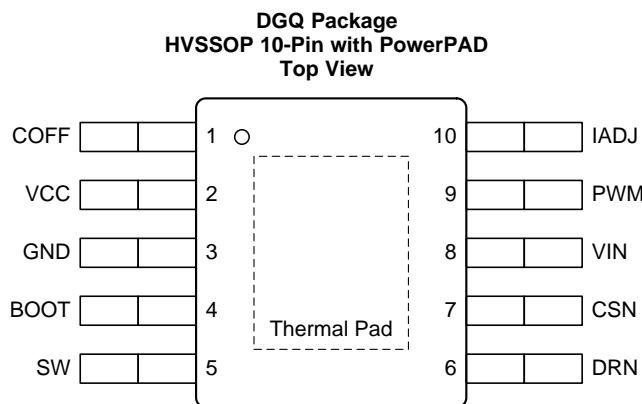 DGQ Package
HVSSOP 10-Pin with PowerPAD
Top View
COFF 1 10 IADJ
VCC 2 9 PWM
GND 3 8 VIN
BOOT 4 7 CSN
Thermal Pad
SW 5 6 DRN